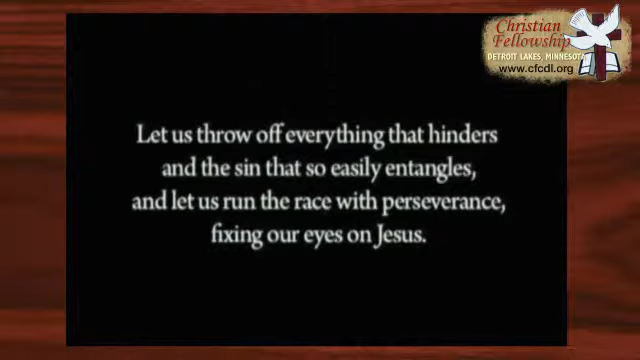 Christian
Fellowship
DETROIT LAKES, MINNESOTA
www.cfcdl.org
Let us throw off everything that hinders
and the sin that so easily entangles,
and let us run the race with perseverance,
fixing our eyes on Jesus.